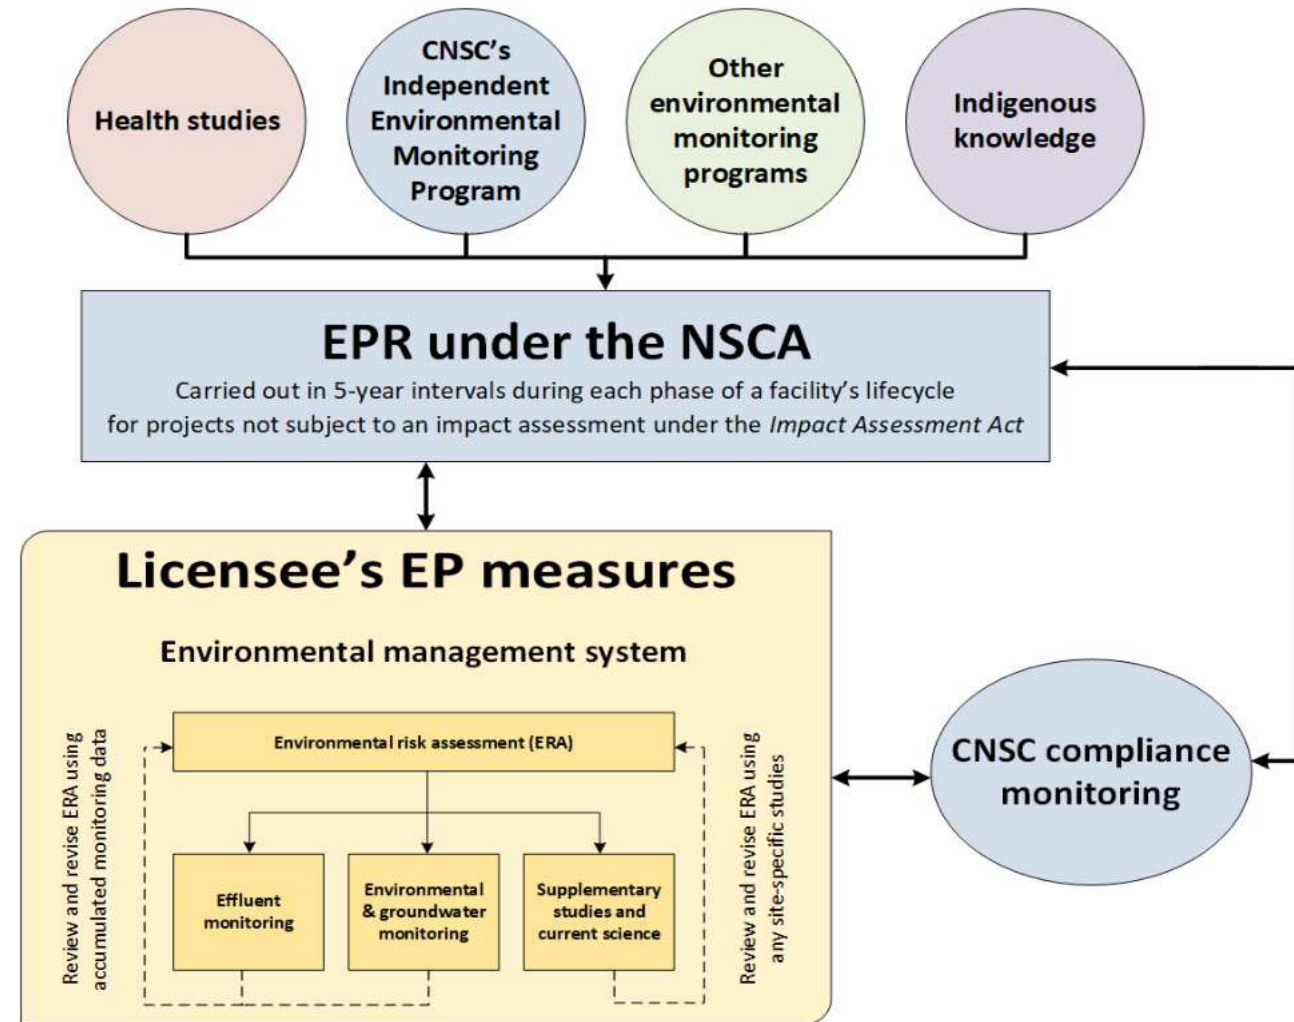 Health studies
CNSC’s
Independent
Environmental
Monitoring
Program
Other
environmental
monitoring
programs
Indigenous
knowledge
EPR under the NSCA
Carried out in 5-year intervals during each phase of a facility’s lifecycle
for projects not subject to an impact assessment under the Impact Assessment Act
Licensee’s EP measures
Environmental management system
Review and revise ERA using
accumulated monitoring data
Environmental risk assessment (ERA)
Effluent
monitoring
Environmental
& groundwater
monitoring
Supplementary
studies and
current science
Review and revise ERA using
any site-specific studies
CNSC compliance
monitoring